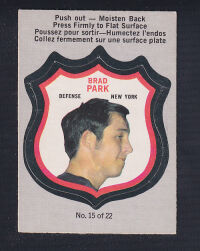 Push out — Moisten Back
Press Firmly to Flat Surface
Poussez pour sortir—Humectez l'endos
Collez fermement sur une surface plate
BRAD
PARK
DEFENSE NEW YORK
No. 15 of 22